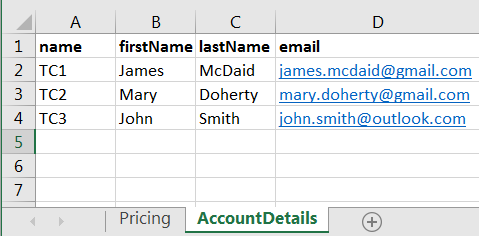 A B C D
1 name firstName lastName email
2 TC1 James McDaid james.mcdaid@gmail.com
3 TC2 Mary Doherty mary.doherty@gmail.com
4 TC3 John Smith john.smith@outlook.com
5
6
7
Pricing AccountDetails